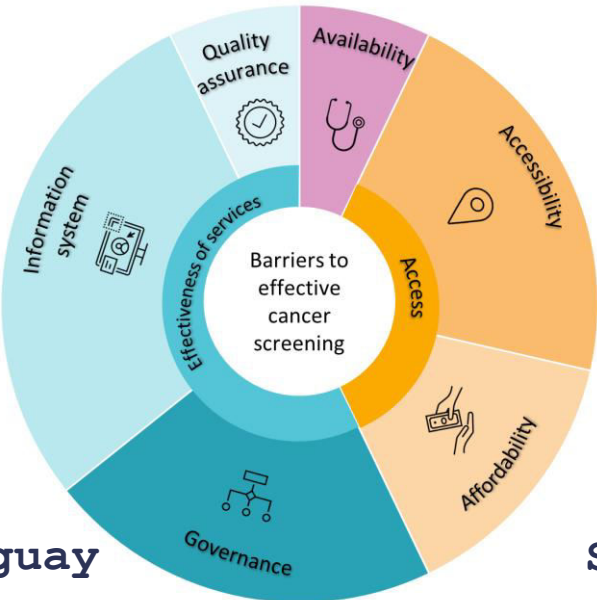 Quality
assurance
Availability
Accessibility
Information
system
Effectiveness of services
Access
Barriers to
effective
cancer
screening
Affordability
Governance
guay
S